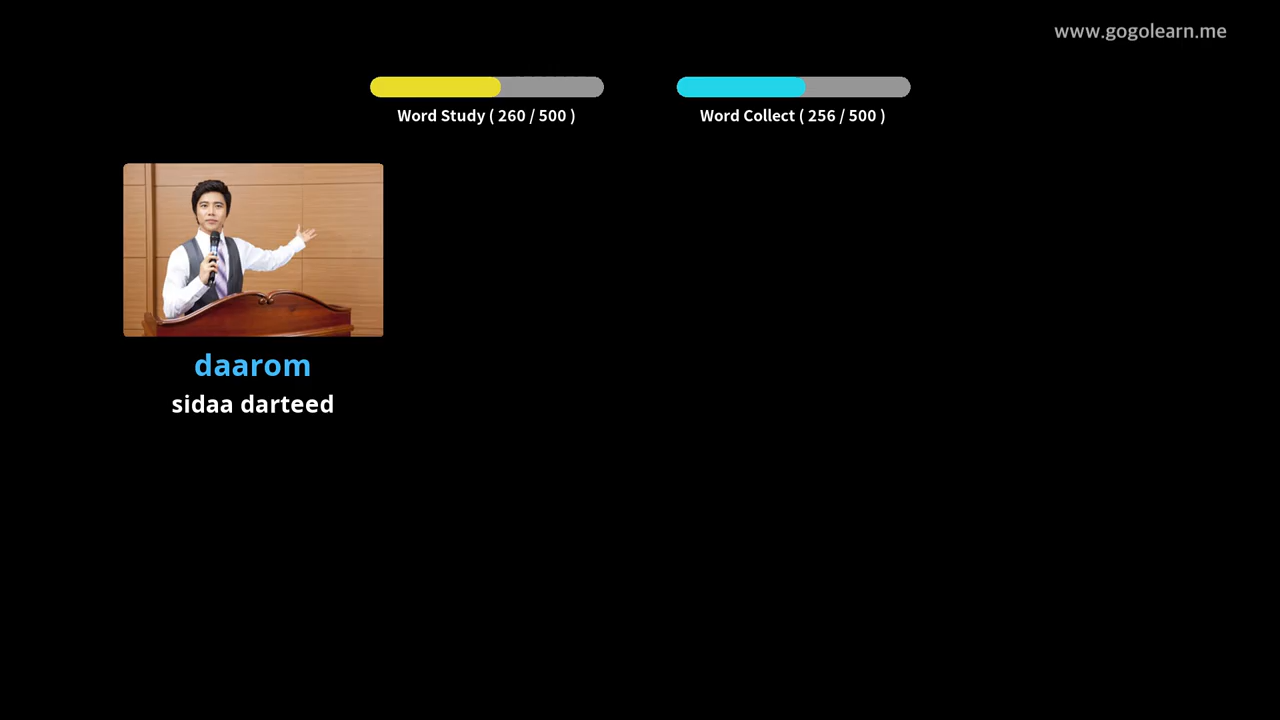 www.gogolearn.me
Word Study ( 260 / 500 )
Word Collect ( 256 / 500 )
daarom
sidaa darteed